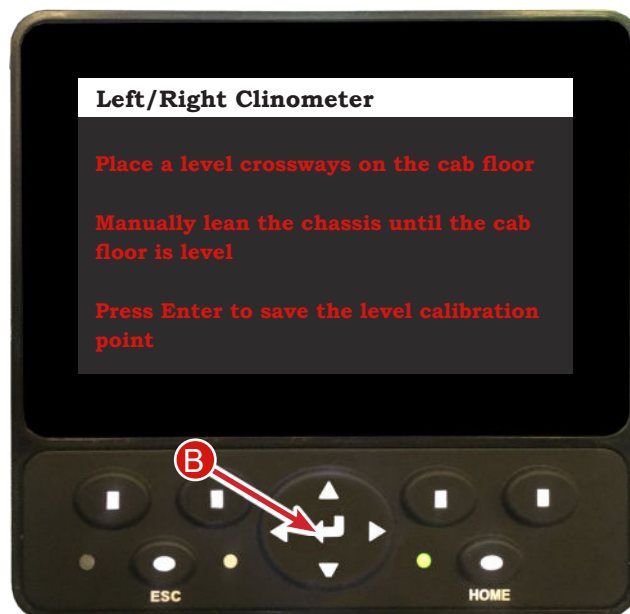 Left/Right Clinometer
Place a level crossways on the cab floor
Manually lean the chassis until the cab
floor is level
Press Enter to save the level calibration
point
B
ESC
HOME